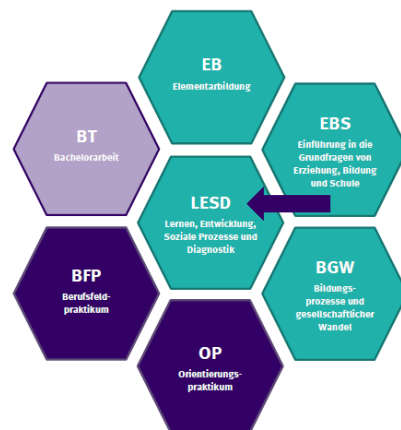 EB
Elementarbildung
EBS
Einführung in die
Grundfragen von
Erziehung, Bildung
und Schule
BT
Bachelorarbeit
LESD
Lernen, Entwicklung,
Soziale Prozesse und
Diagnostik
BGW
Bildungs-
prozesse und
gesellschaftlicher
Wandel
BFP
Berufsfeld-
praktikum
OP
Orientierungs-
praktikum